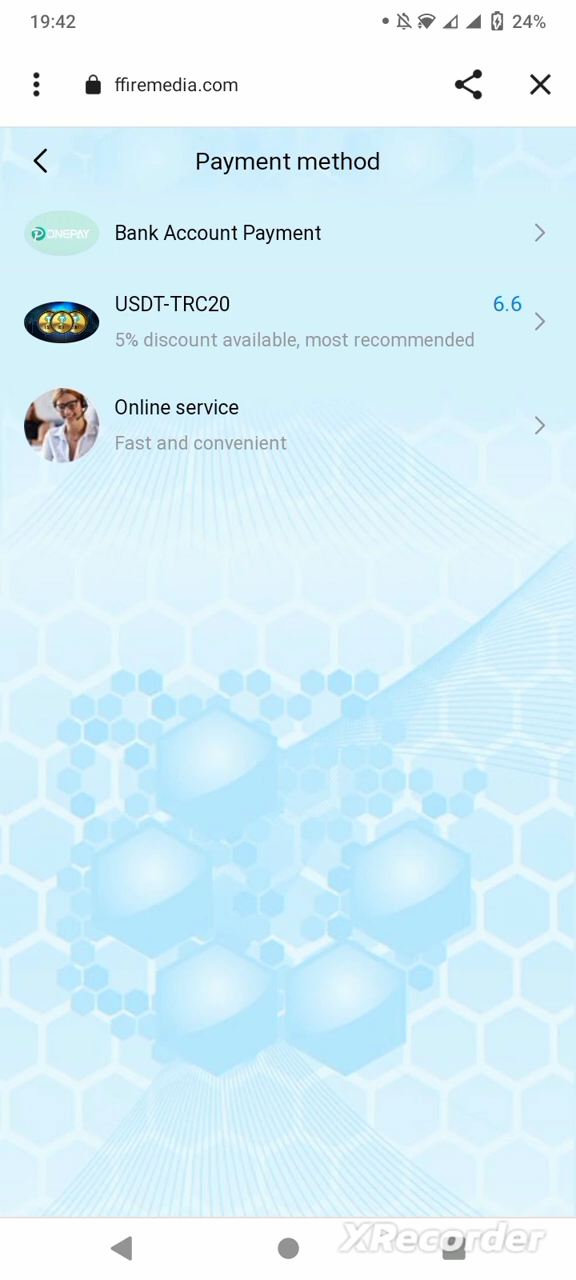 19:42
24%
ffiremedia.com
Payment method
ONEPAY
Bank Account Payment
USDT-TRC20
6.6
5% discount available, most recommended
Online service
Fast and convenient
XRecorder